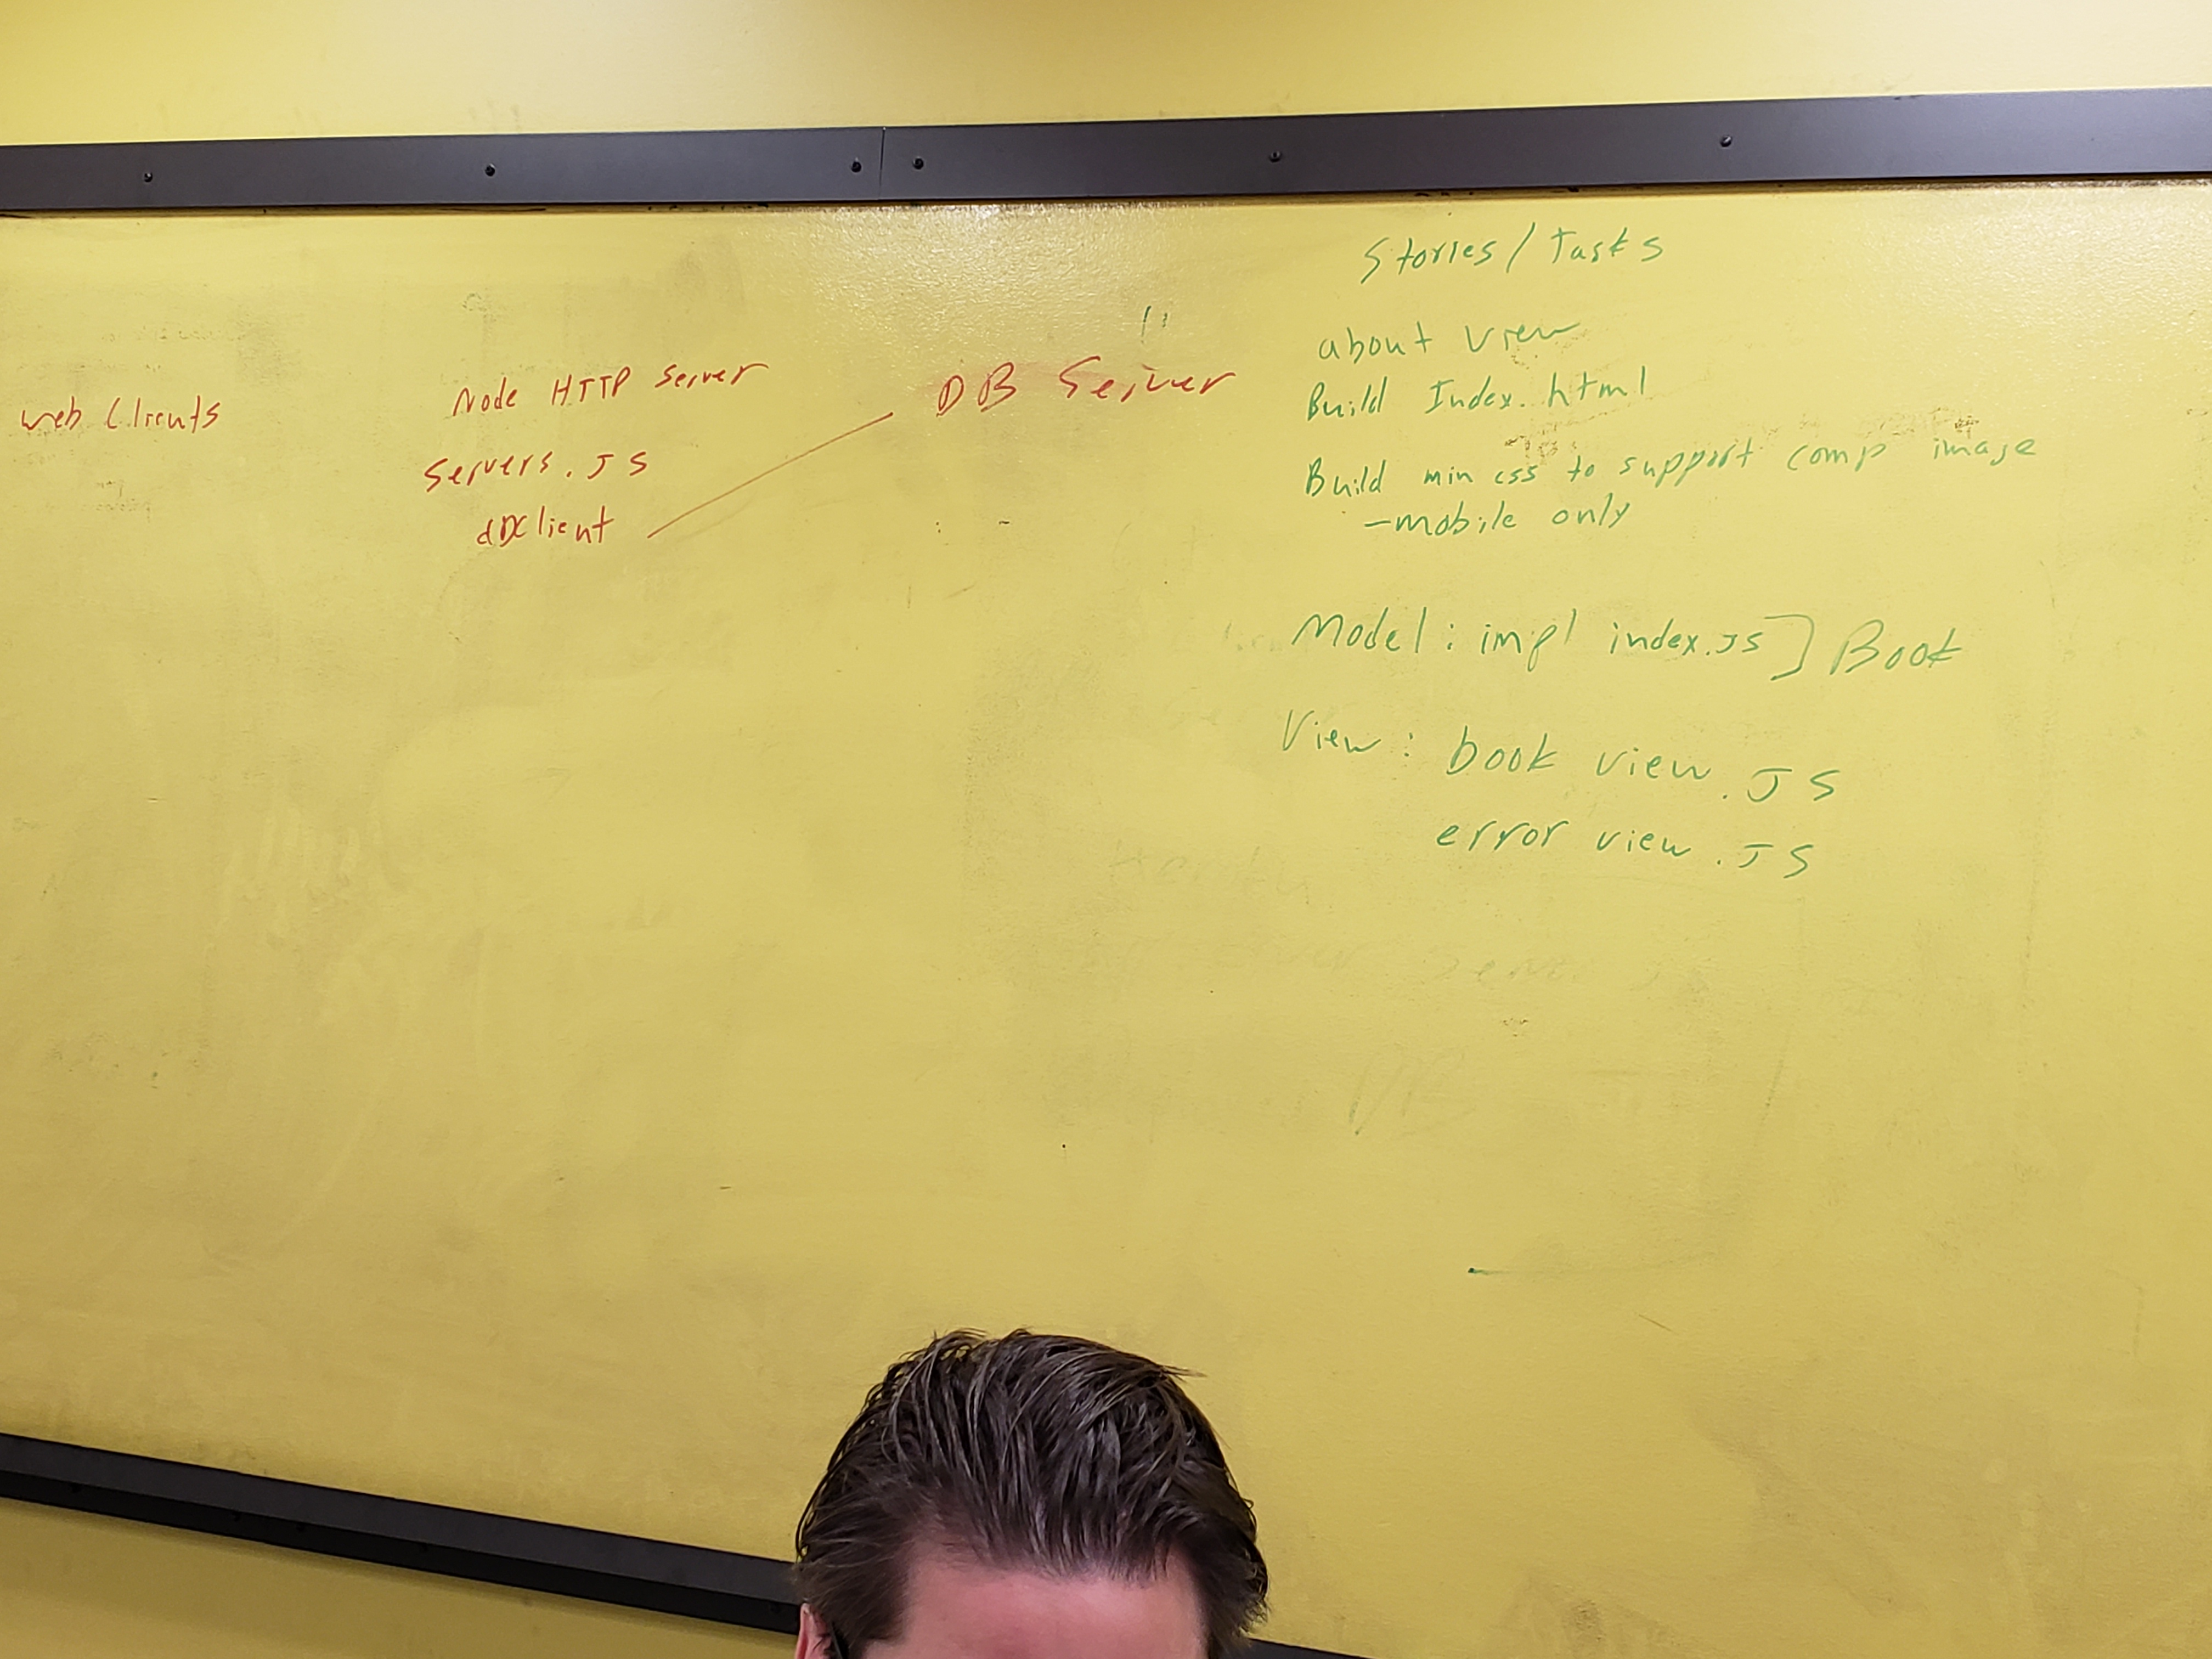 Web Clients
Node HTTP Server
Servers.JS
dbClient
DB Server
Stories/Tasks
about view
Build Index.html
Build min css to support comp image
-mobile only
Model: impl index.JS] Book
View: book view.JS
error view.JS